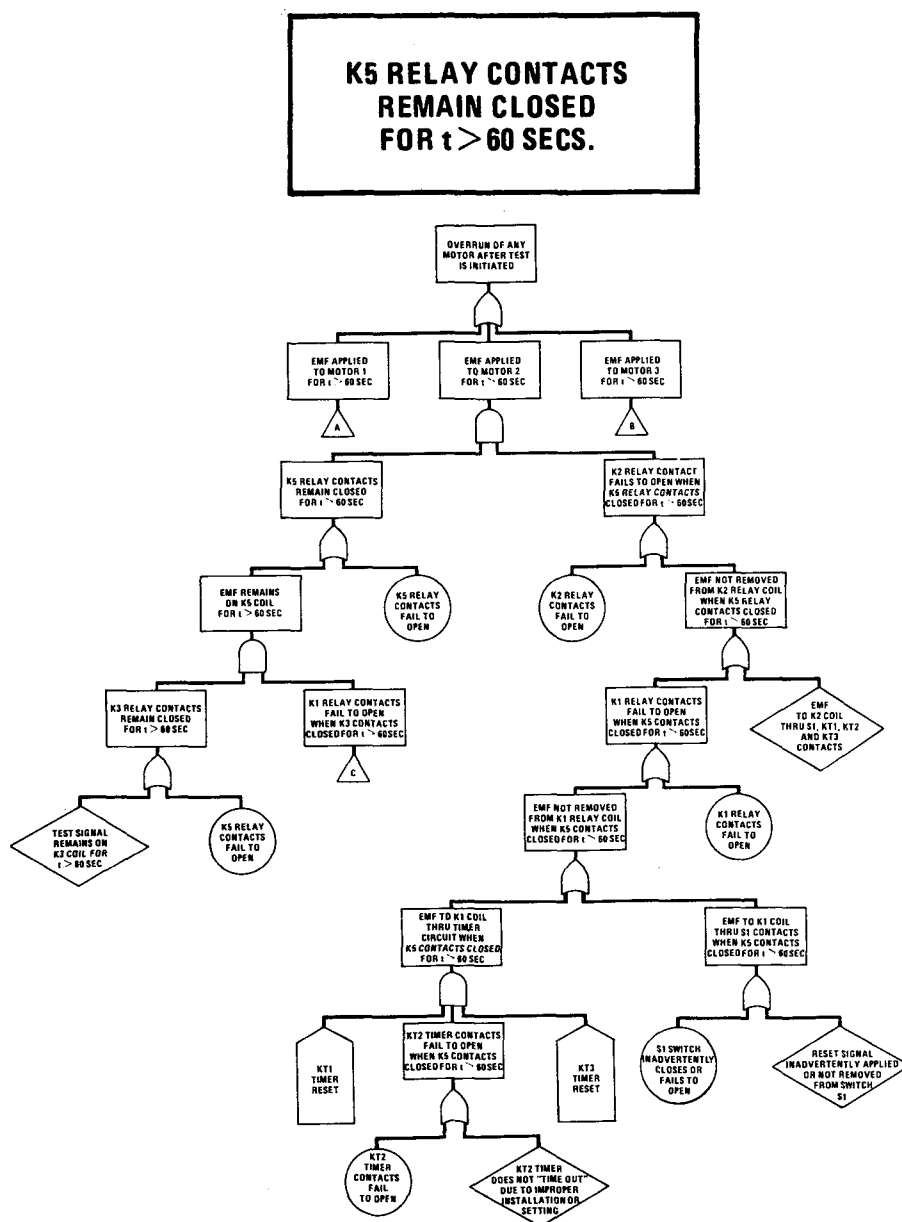 K5 RELAY CONTACTS
REMAIN CLOSED
FOR t > 60 SECS.
OVERRUN OF ANY
MOTOR AFTER TEST
IS INITIATED
EMF APPLIED
TO MOTOR 1
FOR t > 60 SEC
EMF APPLIED
TO MOTOR 2
FOR t > 60 SEC
EMF APPLIED
TO MOTOR 3
FOR t > 60 SEC
A
B
K5 RELAY CONTACTS
REMAIN CLOSED
FOR t > 60 SEC
K2 RELAY CONTACT
FAILS TO OPEN WHEN
K5 RELAY CONTACTS
CLOSED FOR t > 60 SEC
EMF REMAINS
ON K5 COIL
FOR t > 60 SEC
K5 RELAY
CONTACTS
FAIL TO
OPEN
K2 RELAY
CONTACTS
FAIL TO
OPEN
EMF NOT REMOVED
FROM K2 RELAY COIL
WHEN K5 RELAY
CONTACTS CLOSED
FOR t > 60 SEC
K3 RELAY CONTACTS
REMAIN CLOSED
FOR t > 60 SEC
K1 RELAY CONTACTS
FAIL TO OPEN
WHEN K3 CONTACTS
CLOSED FOR t > 60 SEC
C
K1 RELAY CONTACTS
FAIL TO OPEN
WHEN K5 CONTACTS
CLOSED FOR t > 60 SEC
EMF
TO K2 COIL
THRU S1, KT1, KT2
AND KT3
CONTACTS
TEST SIGNAL
REMAINS ON
K3 COIL FOR
t > 60 SEC
K5 RELAY
CONTACTS
FAIL TO
OPEN
EMF NOT REMOVED
FROM K1 RELAY COIL
WHEN K5 CONTACTS
CLOSED FOR t > 60 SEC
K1 RELAY
CONTACTS
FAIL TO
OPEN
EMF TO K1 COIL
THRU TIMER
CIRCUIT WHEN
K5 CONTACTS CLOSED
FOR t > 60 SEC
EMF TO K1 COIL
THRU S1 CONTACTS
WHEN K5 CONTACTS
CLOSED FOR t > 60 SEC
KT1
TIMER
RESET
KT2 TIMER CONTACTS
FAIL TO OPEN
WHEN K5 CONTACTS
CLOSED FOR t > 60 SEC
KT3
TIMER
RESET
S1 SWITCH
INADVERTENTLY
CLOSES OR
FAILS TO
OPEN
RESET SIGNAL
INADVERTENTLY APPLIED
OR NOT REMOVED
FROM SWITCH
S1
KT2
TIMER
CONTACTS
FAIL
TO OPEN
KT2 TIMER
DOES NOT "TIME OUT"
DUE TO IMPROPER
INSTALLATION OR
SETTING